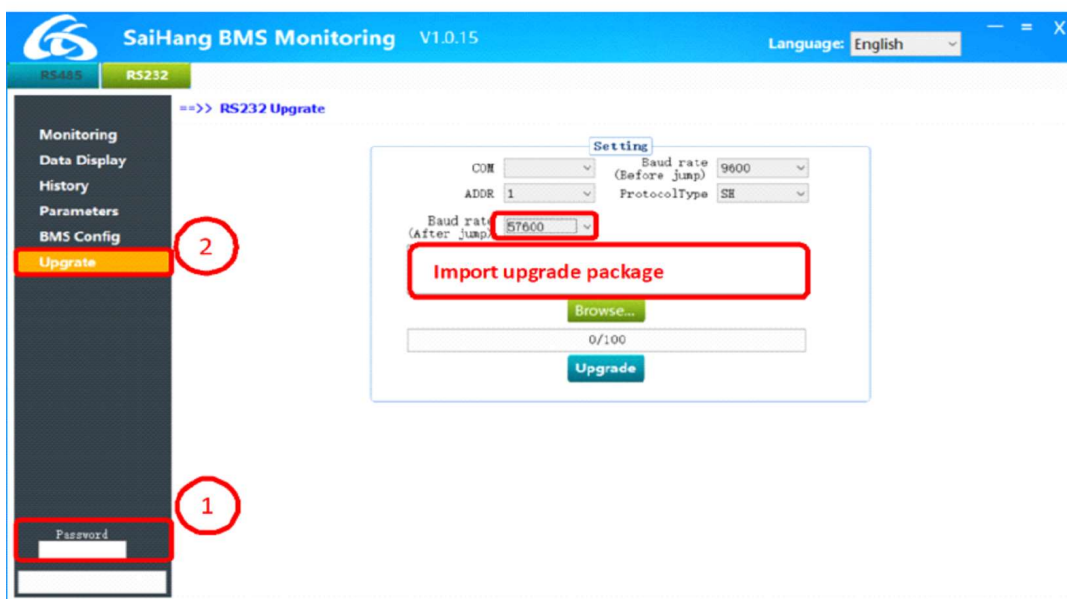 SaiHang BMS Monitoring V1.0.15
Language: English
RS485 RS232
==>> RS232 Upgrate
Monitoring
Data Display
History
Parameters
BMS Config
Upgrate
2
Setting
COM
Baud rate (Before jump) 9600
ADDR 1
ProtocolType SH
Baud rate (After jump) 57600
Import upgrade package
Browse...
0/100
Upgrade
1
Password